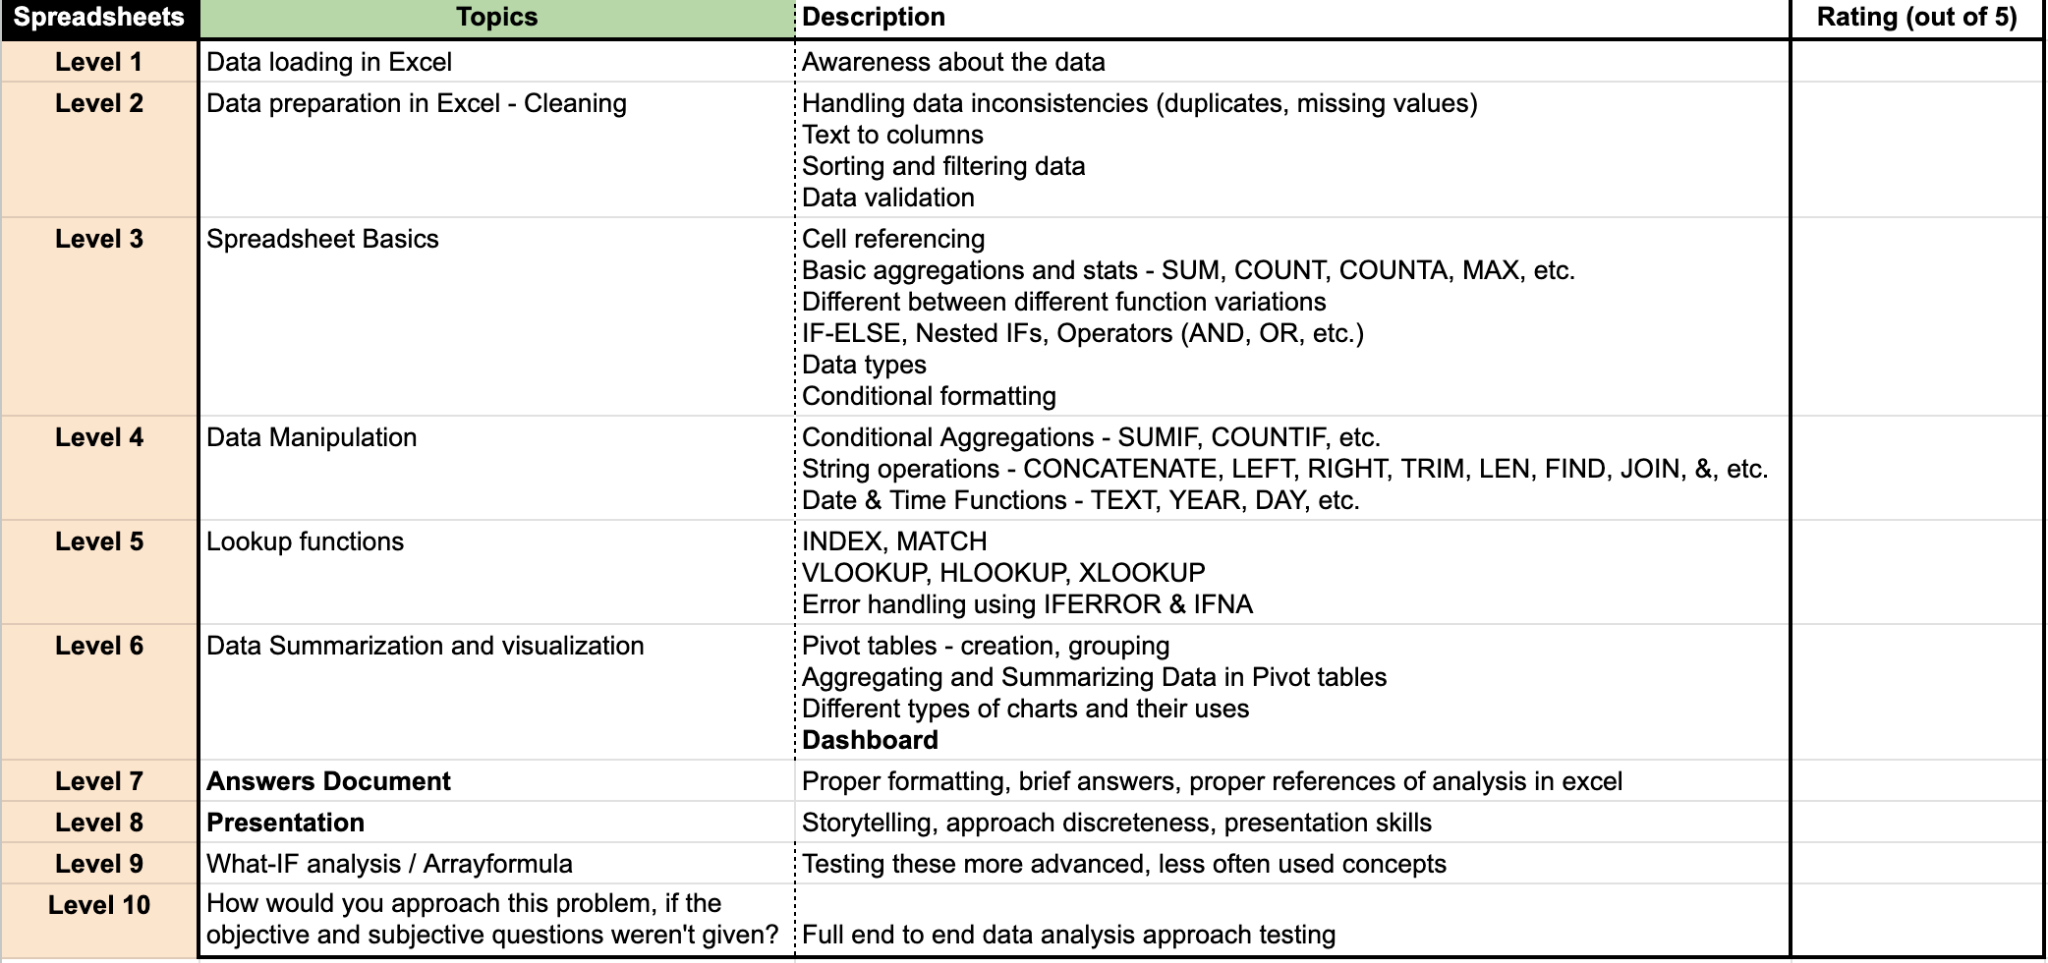 Spreadsheets Topics Description Rating (out of 5)
Level 1 Data loading in Excel Awareness about the data
Level 2 Data preparation in Excel - Cleaning Handling data inconsistencies (duplicates, missing values)
Text to columns
Sorting and filtering data
Data validation
Level 3 Spreadsheet Basics Cell referencing
Basic aggregations and stats - SUM, COUNT, COUNTA, MAX, etc.
Different between different function variations
IF-ELSE, Nested IFs, Operators (AND, OR, etc.)
Data types
Conditional formatting
Level 4 Data Manipulation Conditional Aggregations - SUMIF, COUNTIF, etc.
String operations - CONCATENATE, LEFT, RIGHT, TRIM, LEN, FIND, JOIN, &, etc.
Date & Time Functions - TEXT, YEAR, DAY, etc.
Level 5 Lookup functions INDEX, MATCH
VLOOKUP, HLOOKUP, XLOOKUP
Error handling using IFERROR & IFNA
Level 6 Data Summarization and visualization Pivot tables - creation, grouping
Aggregating and Summarizing Data in Pivot tables
Different types of charts and their uses
Dashboard
Level 7 Answers Document Proper formatting, brief answers, proper references of analysis in excel
Level 8 Presentation Storytelling, approach discreteness, presentation skills
Level 9 What-IF analysis / Arrayformula Testing these more advanced, less often used concepts
Level 10 How would you approach this problem, if the
objective and subjective questions weren't given? Full end to end data analysis approach testing